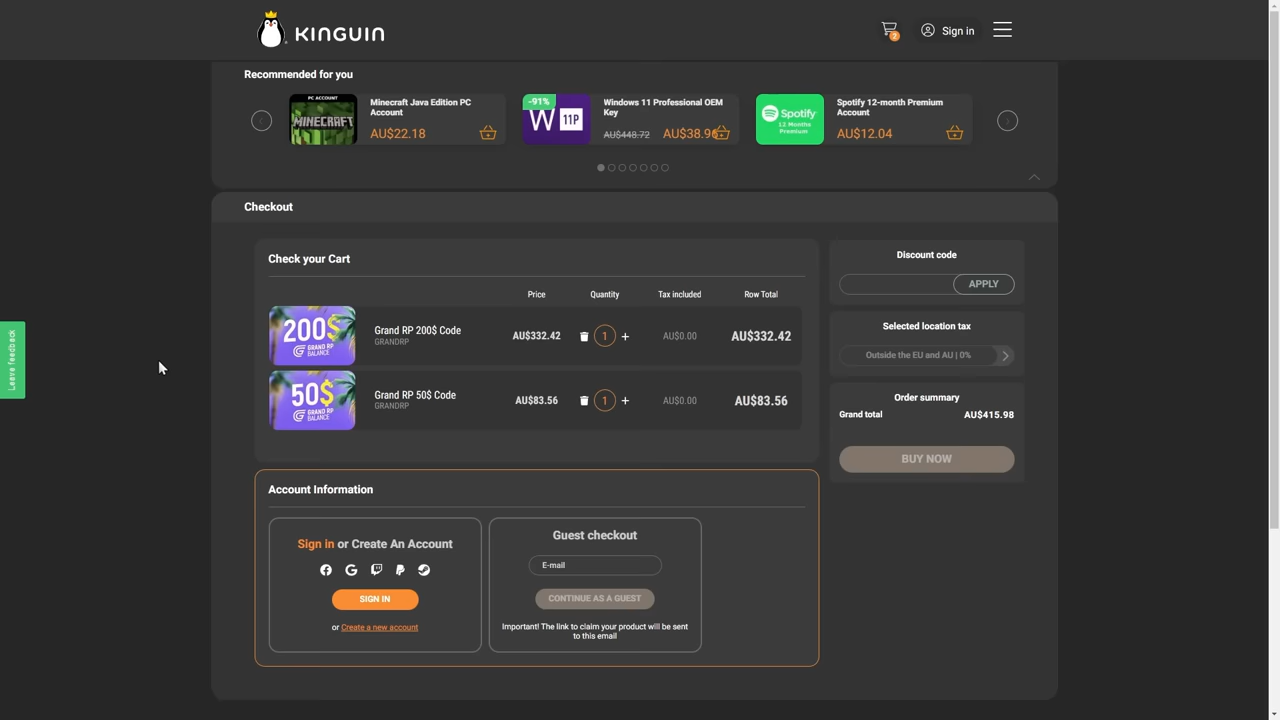 KINGUIN
2
Sign in
Recommended for you
PC ACCOUNT
MINECRAFT
Minecraft Java Edition PC
Account
AU$22.18
-91%
W 11P
Windows 11 Professional OEM
Key
AU$448.72 AU$38.96
Spotify
12 Months
Premium
Spotify 12-month Premium
Account
AU$12.04
Checkout
Check your Cart
Price Quantity Tax included Row Total
200$
GRAND RP
BALANCE
Grand RP 200$ Code
GRANDRP
AU$332.42 1 + AU$0.00 AU$332.42
50$
GRAND RP
BALANCE
Grand RP 50$ Code
GRANDRP
AU$83.56 1 + AU$0.00 AU$83.56
Discount code
APPLY
Selected location tax
Outside the EU and AU | 0%
Order summary
Grand total AU$415.98
BUY NOW
Leave feedback
Account Information
Sign in or Create An Account
SIGN IN
or Create a new account
Guest checkout
E-mail
CONTINUE AS A GUEST
Important! The link to claim your product will be sent
to this email